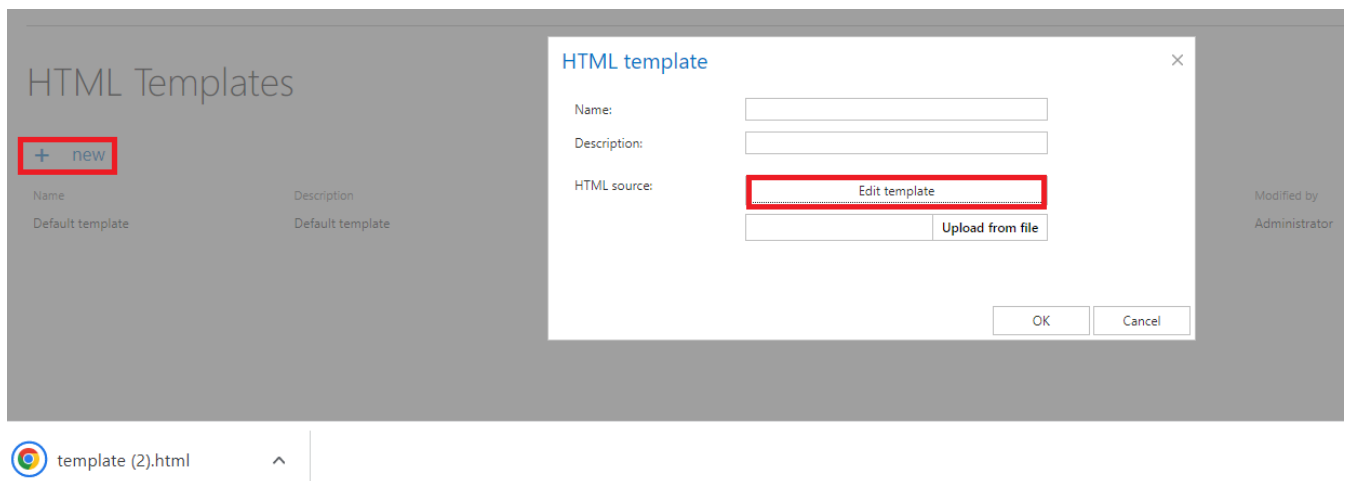 HTML Templates
+ new
Name Description Modified by
Default template Default template Administrator
HTML template
Name:
Description:
HTML source: Edit template
Upload from file
OK Cancel
template (2).html